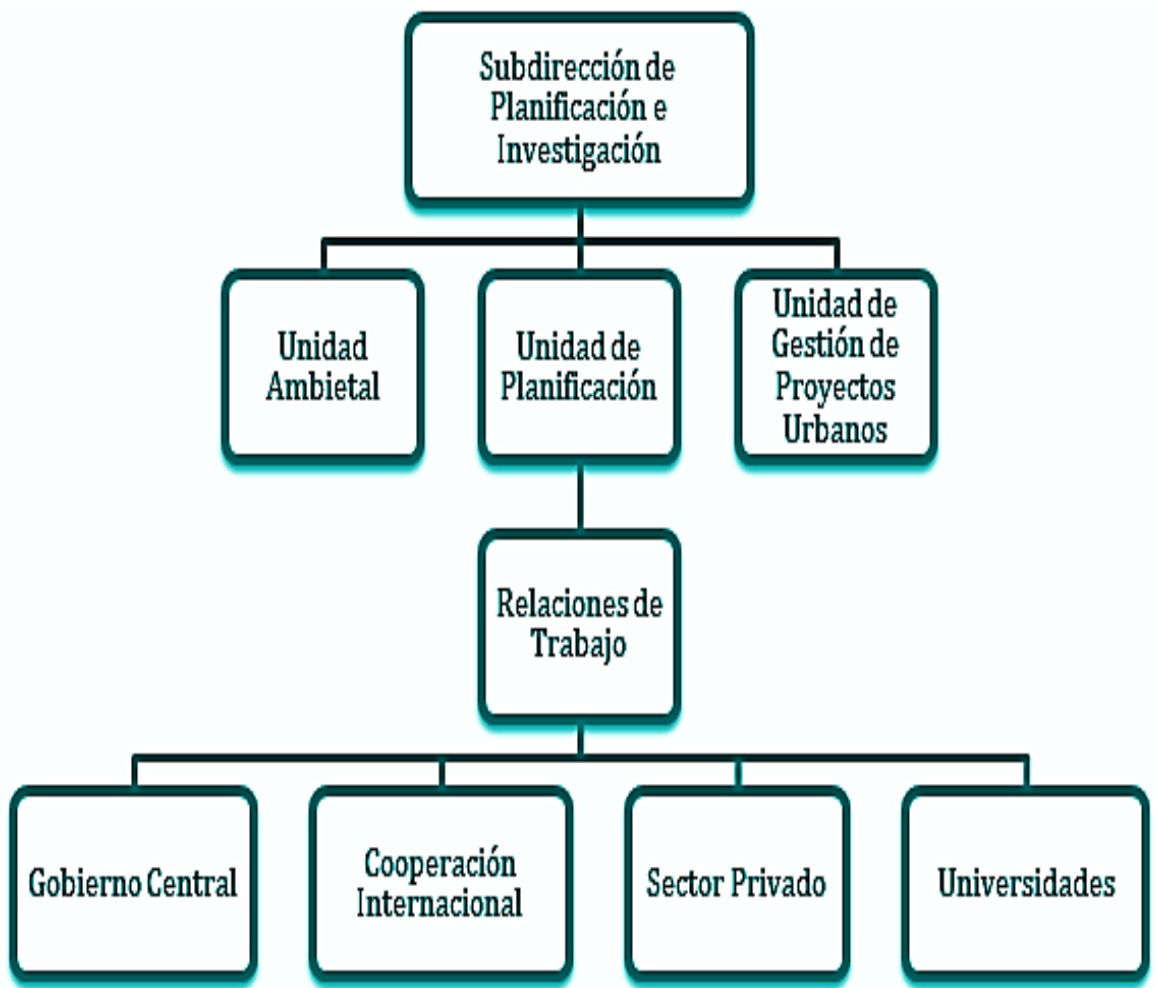 Subdirección de
Planificación e
Investigación
Unidad
Ambietal
Unidad de
Planificación
Unidad de
Gestión de
Proyectos
Urbanos
Relaciones de
Trabajo
Gobierno Central
Cooperación
Internacional
Sector Privado
Universidades